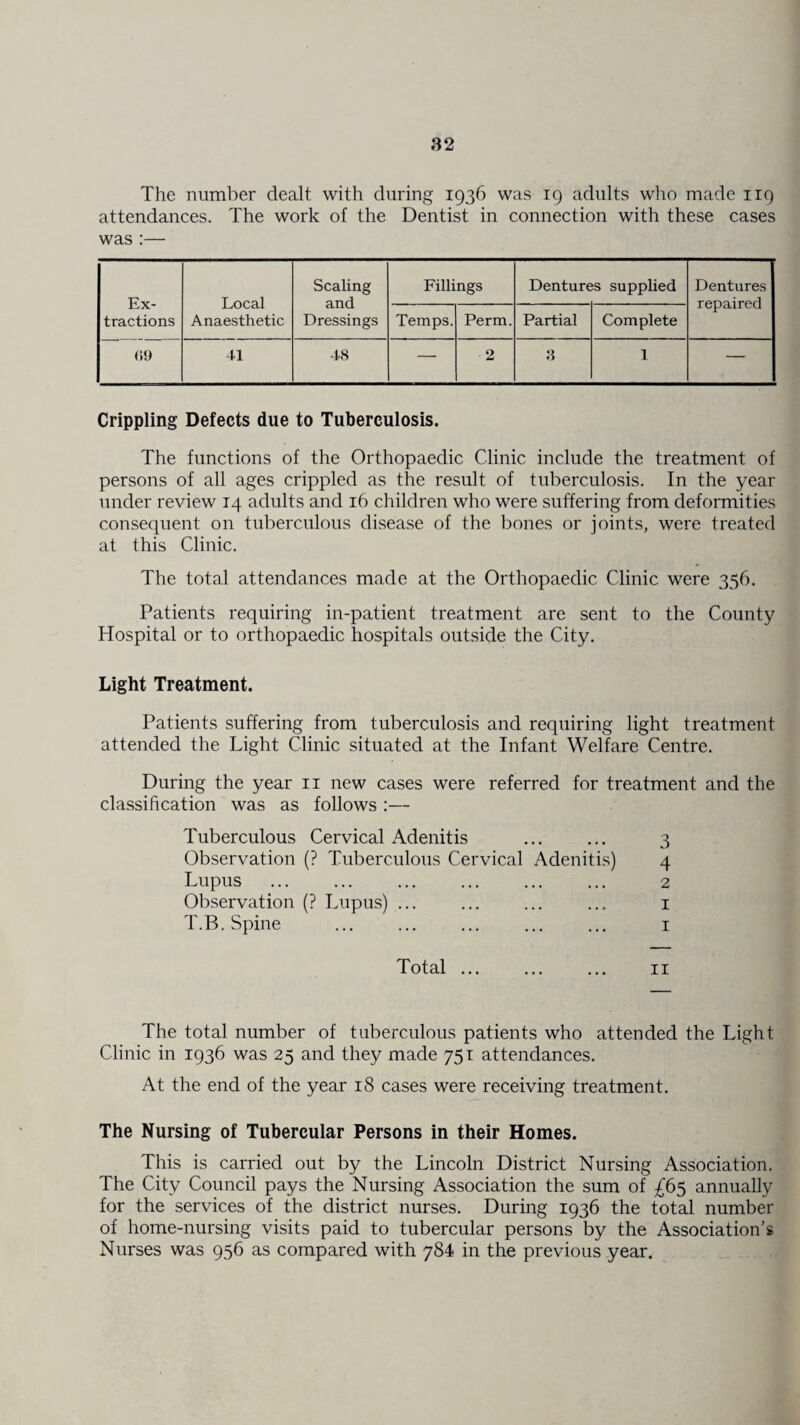 32
The number dealt with during 1936 was 19 adults who made 119
attendances. The work of the Dentist in connection with these cases
was :—
Ex-
tractions
Local
Anaesthetic
Scaling
and
Dressings
Fillings
Temps. Perm.
Dentures supplied
Partial Complete
Dentures
repaired
69 41 48 — 2 3 1 —
Crippling Defects due to Tuberculosis.
The functions of the Orthopaedic Clinic include the treatment of
persons of all ages crippled as the result of tuberculosis. In the year
under review 14 adults and 16 children who were suffering from deformities
consequent on tuberculous disease of the bones or joints, were treated
at this Clinic.
The total attendances made at the Orthopaedic Clinic were 356.
Patients requiring in-patient treatment are sent to the County
Hospital or to orthopaedic hospitals outside the City.
Light Treatment.
Patients suffering from tuberculosis and requiring light treatment
attended the Light Clinic situated at the Infant Welfare Centre.
During the year 11 new cases were referred for treatment and the
classification was as follows :—
Tuberculous Cervical Adenitis ... ... 3
Observation (? Tuberculous Cervical Adenitis) 4
Lupus ... ... ... ... ... ... 2
Observation (? Lupus) ... ... ... ... 1
T.B. Spine ... ... ... ... ... 1
Total ... ... ... 11
The total number of tuberculous patients who attended the Light
Clinic in 1936 was 25 and they made 751 attendances.
At the end of the year 18 cases were receiving treatment.
The Nursing of Tubercular Persons in their Homes.
This is carried out by the Lincoln District Nursing Association.
The City Council pays the Nursing Association the sum of £65 annually
for the services of the district nurses. During 1936 the total number
of home-nursing visits paid to tubercular persons by the Association's
Nurses was 956 as compared with 784 in the previous year.